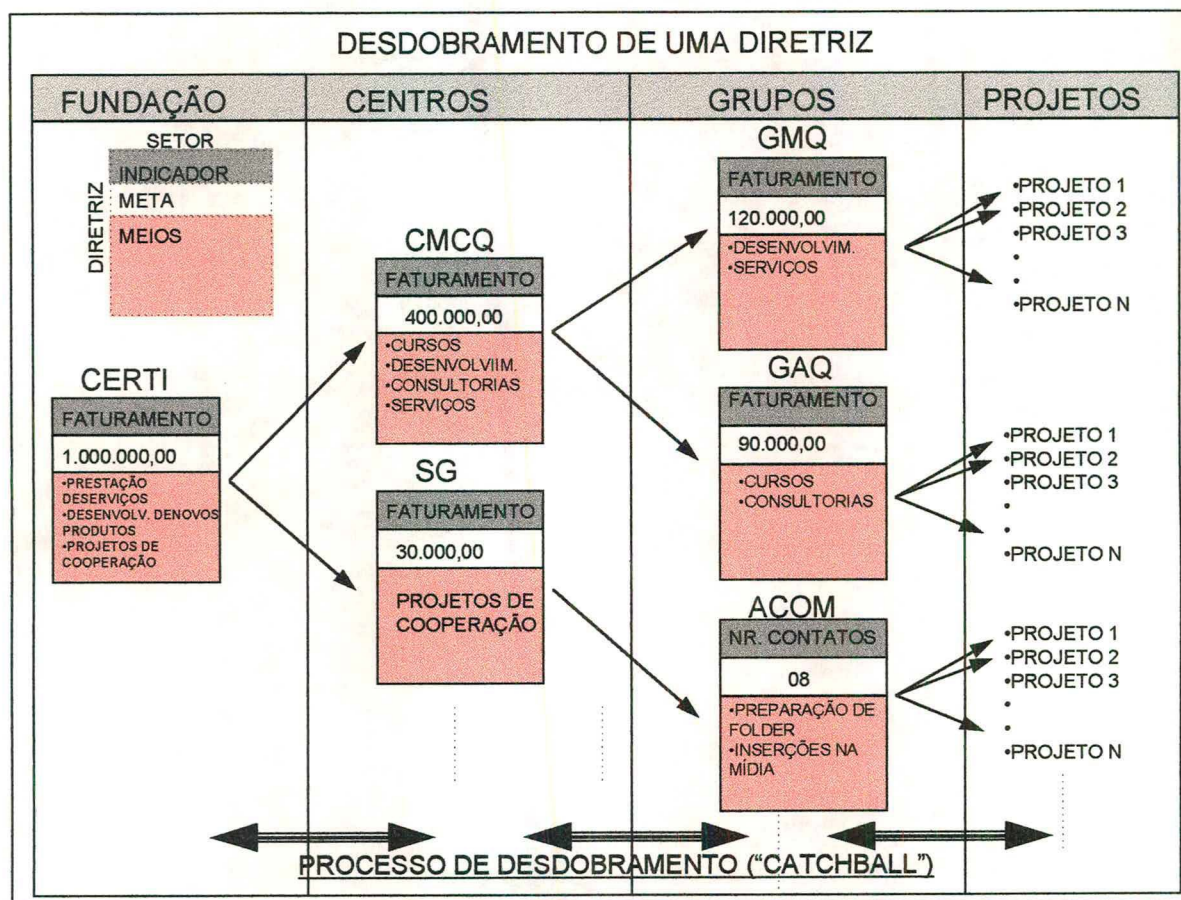 DESDOBRAMENTO DE UMA DIRETRIZ
FUNDAÇÃO
CENTROS
GRUPOS
PROJETOS
SETOR
DIRETRIZ
INDICADOR
META
MEIOS
CERTI
FATURAMENTO
1.000.000,00
•PRESTAÇÃO
DESERVIÇOS
•DESENVOLV. DENOVOS
PRODUTOS
•PROJETOS DE
COOPERAÇÃO
CMCQ
FATURAMENTO
400.000,00
•CURSOS
•DESENVOLVIIM.
•CONSULTORIAS
•SERVIÇOS
SG
FATURAMENTO
30.000,00
PROJETOS DE
COOPERAÇÃO
GMQ
FATURAMENTO
120.000,00
•DESENVOLVIM.
•SERVIÇOS
GAQ
FATURAMENTO
90.000,00
•CURSOS
•CONSULTORIAS
ACOM
NR. CONTATOS
08
•PREPARAÇÃO DE
FOLDER
•INSERÇÕES NA
MÍDIA
•PROJETO 1
•PROJETO 2
•PROJETO 3
•
•
•PROJETO N
•PROJETO 1
•PROJETO 2
•PROJETO 3
•
•
•PROJETO N
•PROJETO 1
•PROJETO 2
•PROJETO 3
•
•
•PROJETO N
PROCESSO DE DESDOBRAMENTO ("CATCHBALL")